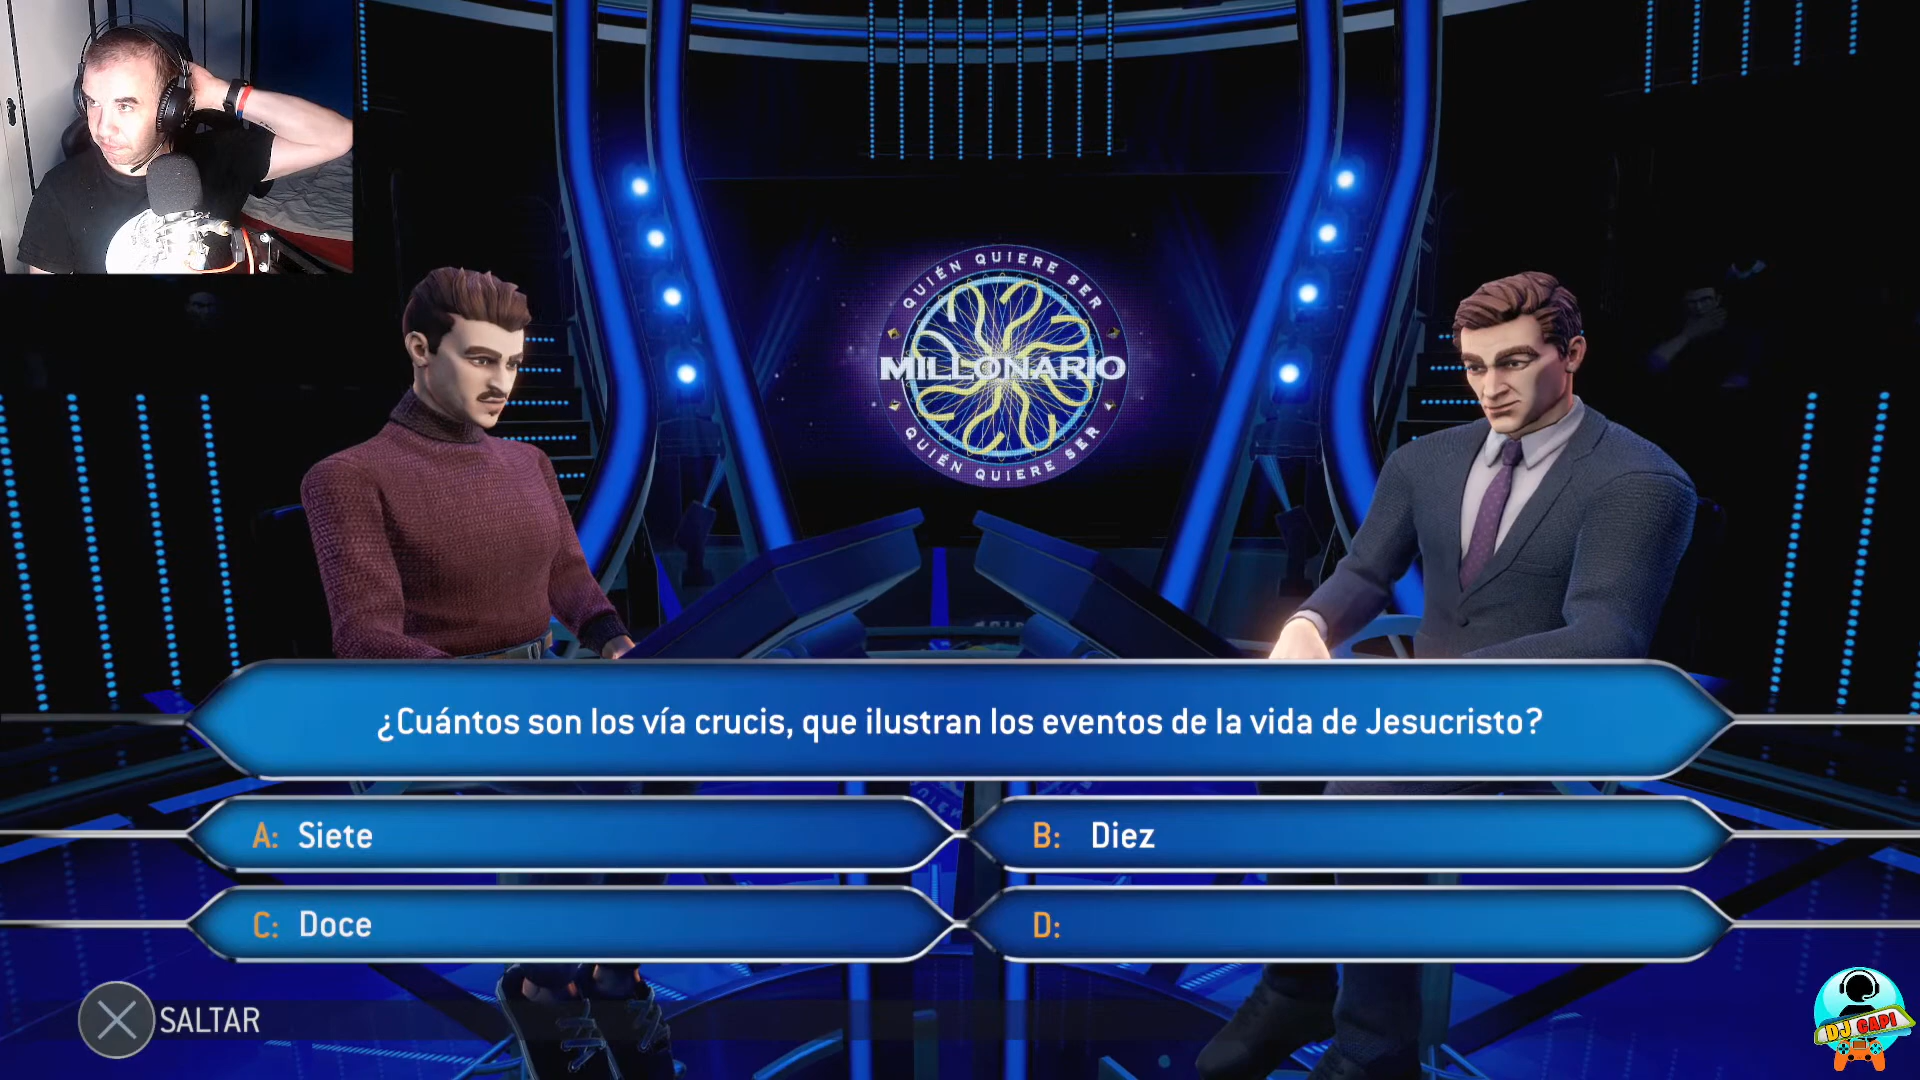 QUIÉN QUIERE SER
MILLONARIO
QUIÉN QUIERE SER
¿Cuántos son los vía crucis, que ilustran los eventos de la vida de Jesucristo?
A: Siete
B: Diez
C: Doce
D:
SALTAR
DJ CAPI